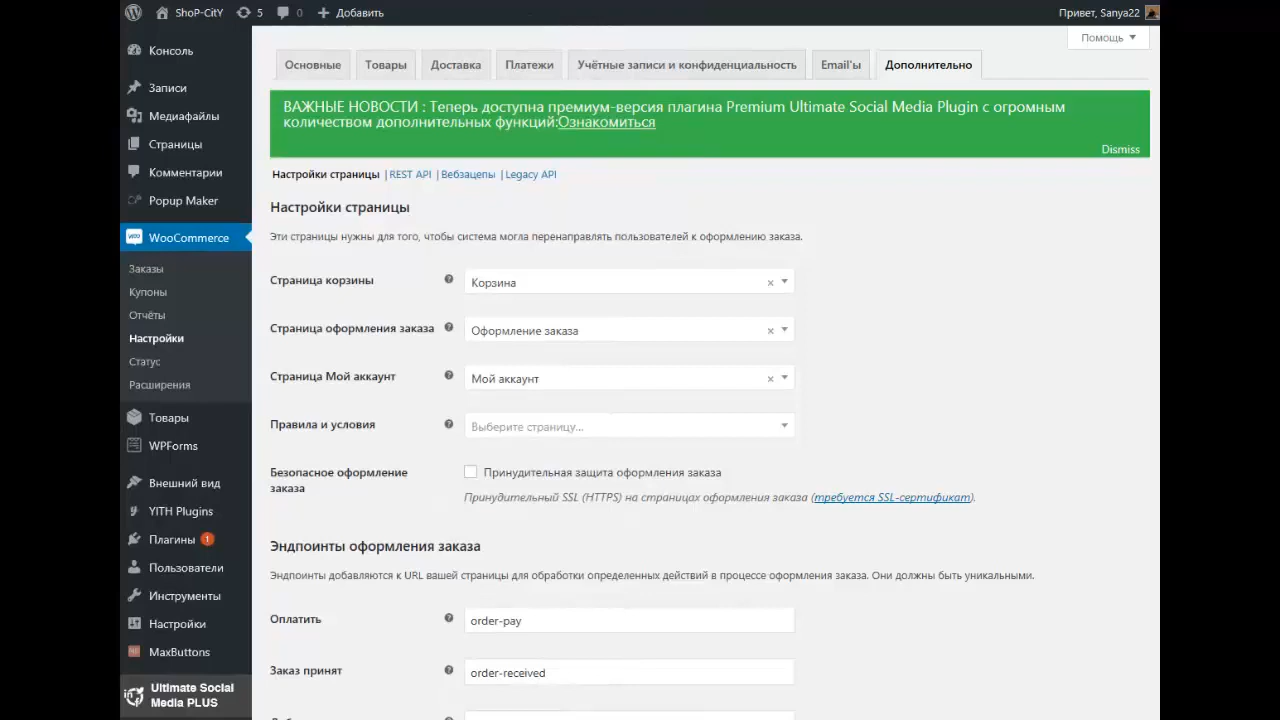 ShoP-CitY
5
0
Добавить
Привет, Sanya22
Помощь
Консоль
Записи
Медиафайлы
Страницы
Комментарии
Popup Maker
WooCommerce
Заказы
Купоны
Отчёты
Настройки
Статус
Расширения
Товары
WPForms
Внешний вид
YITH Plugins
Плагины 1
Пользователи
Инструменты
Настройки
MaxButtons
Ultimate Social
Media PLUS
Основные
Товары
Доставка
Платежи
Учётные записи и конфиденциальность
Email'ы
Дополнительно
ВАЖНЫЕ НОВОСТИ : Теперь доступна премиум-версия плагина Premium Ultimate Social Media Plugin с огромным
количеством дополнительных функций:Ознакомиться
Dismiss
Настройки страницы | REST API | Вебзацепы | Legacy API
Настройки страницы
Эти страницы нужны для того, чтобы система могла перенаправлять пользователей к оформлению заказа.
Страница корзины
Корзина
Страница оформления заказа
Оформление заказа
Страница Мой аккаунт
Мой аккаунт
Правила и условия
Выберите страницу...
Безопасное оформление
заказа
Принудительная защита оформления заказа
Принудительный SSL (HTTPS) на страницах оформления заказа (требуется SSL-сертификат).
Эндпоинты оформления заказа
Эндпоинты добавляются к URL вашей страницы для обработки определенных действий в процессе оформления заказа. Они должны быть уникальными.
Оплатить
order-pay
Заказ принят
order-received